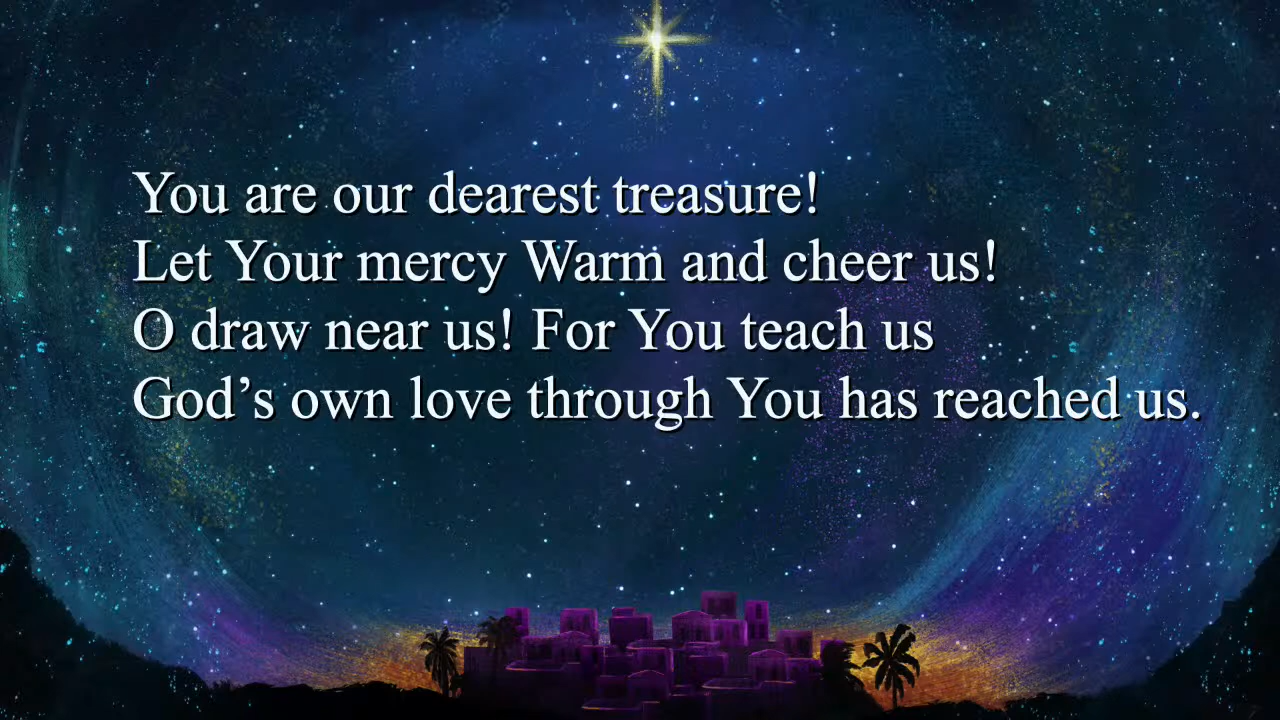 You are our dearest treasure!
Let Your mercy Warm and cheer us!
O draw near us! For You teach us
God’s own love through You has reached us.